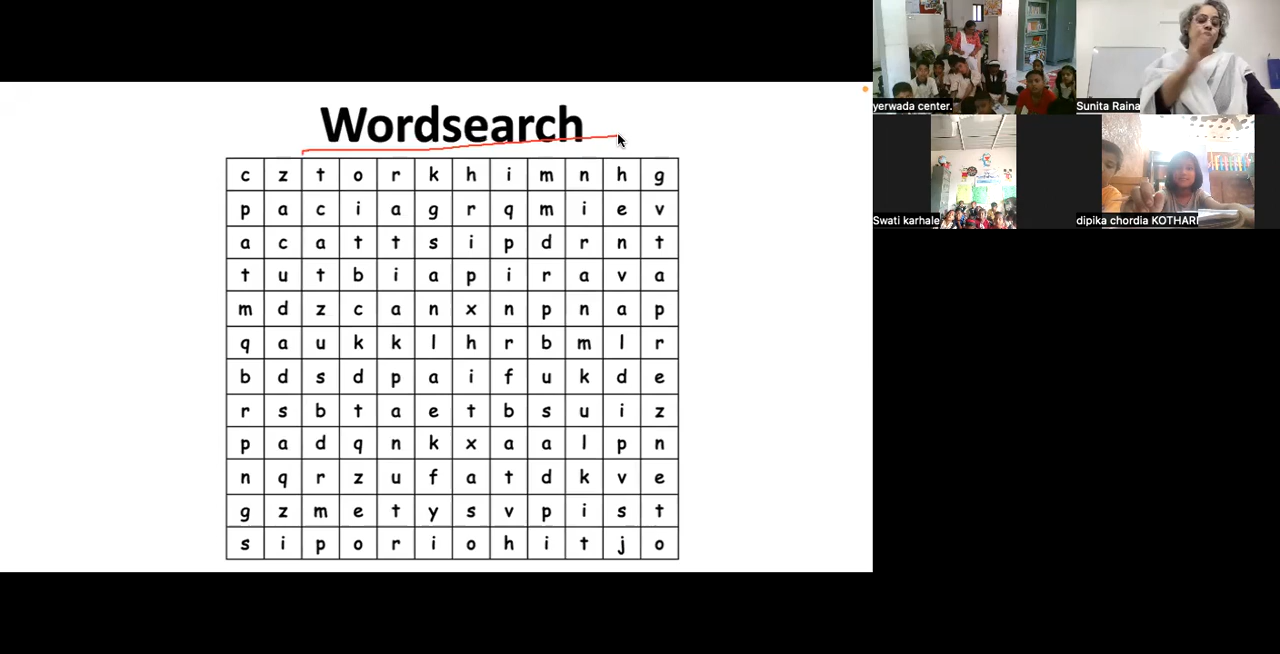 Wordsearch
c z t o r k h i m n h g
p a c i a g r q m i e v
a c a t t s i p d r n t
t u t b i a p i r a v a
m d z c a n x n p n a p
q a u k k l h r b m l r
b d s d p a i f u k d e
r s b t a e t b s u i z
p a d q n k x a a l p n
n q r z u f a t d k v e
g z m e t y s v p i s t
s i p o r i o h i t j o
yerwada center.
Sunita Raina
Swati karhale
dipika chordia KOTHARI